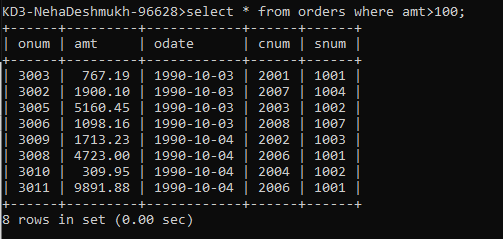 KD3-NehaDeshmukh-96628>select * from orders where amt>100;
+------+---------+------------+------+------+
| onum | amt     | odate      | cnum | snum |
+------+---------+------------+------+------+
| 3003 |  767.19 | 1990-10-03 | 2001 | 1001 |
| 3002 | 1900.10 | 1990-10-03 | 2007 | 1004 |
| 3005 | 5160.45 | 1990-10-03 | 2003 | 1002 |
| 3006 | 1098.16 | 1990-10-03 | 2008 | 1007 |
| 3009 | 1713.23 | 1990-10-04 | 2002 | 1003 |
| 3008 | 4723.00 | 1990-10-04 | 2006 | 1001 |
| 3010 |  309.95 | 1990-10-04 | 2004 | 1002 |
| 3011 | 9891.88 | 1990-10-04 | 2006 | 1001 |
+------+---------+------------+------+------+
8 rows in set (0.00 sec)